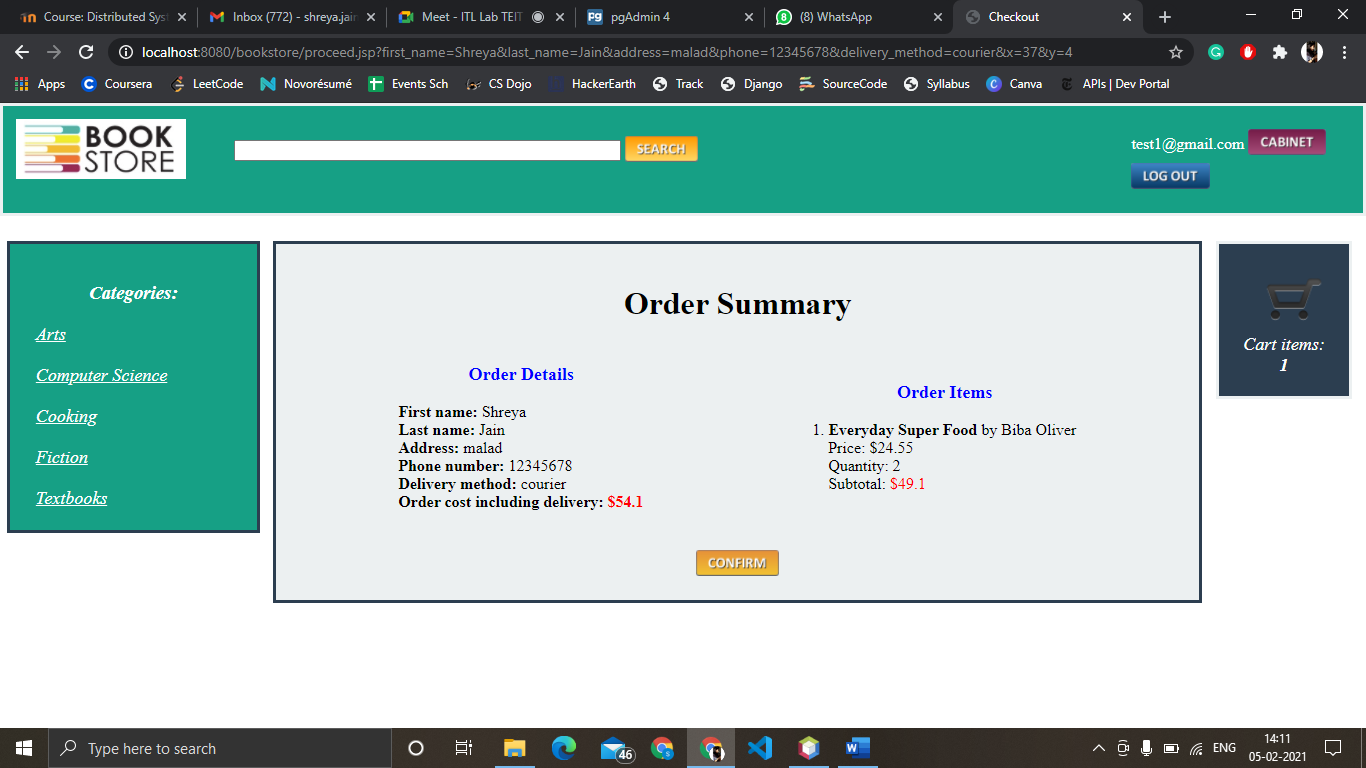 Course: Distributed Syst
Inbox (772) - shreya.jain
Meet - ITL Lab TEIT
pgAdmin 4
(8) WhatsApp
Checkout
localhost:8080/bookstore/proceed.jsp?first_name=Shreya&last_name=Jain&address=malad&phone=12345678&delivery_method=courier&x=37&y=4
Apps
Coursera
LeetCode
Novorésumé
Events Sch
CS Dojo
HackerEarth
Track
Django
SourceCode
Syllabus
Canva
APIs | Dev Portal
BOOK
STORE
SEARCH
test1@gmail.com
CABINET
LOG OUT
Categories:
Arts
Computer Science
Cooking
Fiction
Textbooks
Order Summary
Order Details
First name: Shreya
Last name: Jain
Address: malad
Phone number: 12345678
Delivery method: courier
Order cost including delivery: $54.1
Order Items
1. Everyday Super Food by Biba Oliver
Price: $24.55
Quantity: 2
Subtotal: $49.1
CONFIRM
Cart items:
1
Type here to search
46
ENG
14:11
05-02-2021